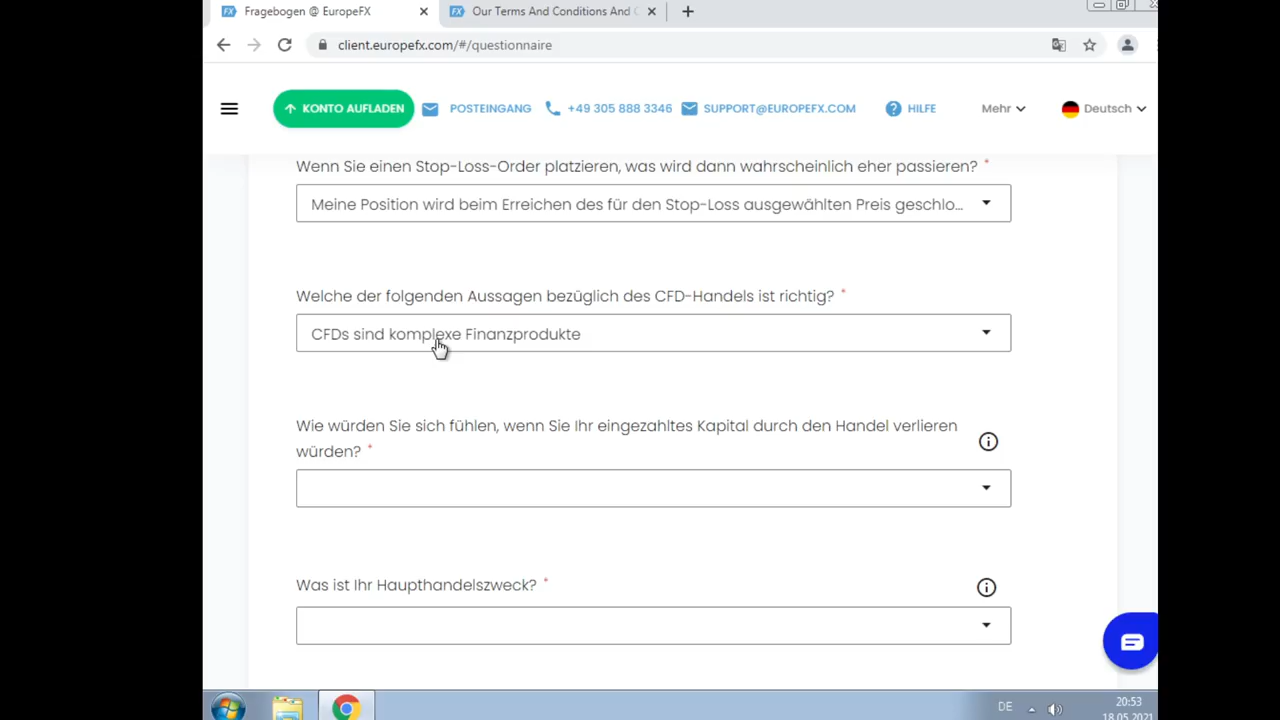 Fragebogen @ EuropeFX
Our Terms And Conditions And
client.europefx.com/#/questionnaire
KONTO AUFLADEN
POSTEINGANG
+49 305 888 3346
SUPPORT@EUROPEFX.COM
HILFE
Mehr
Deutsch
Wenn Sie einen Stop-Loss-Order platzieren, was wird dann wahrscheinlich eher passieren? *
Meine Position wird beim Erreichen des für den Stop-Loss ausgewählten Preis geschlo...
Welche der folgenden Aussagen bezüglich des CFD-Handels ist richtig? *
CFDs sind komplexe Finanzprodukte
Wie würden Sie sich fühlen, wenn Sie Ihr eingezahltes Kapital durch den Handel verlieren
würden? *
Was ist Ihr Haupthandelszweck? *
DE
20:53
18.05.2021